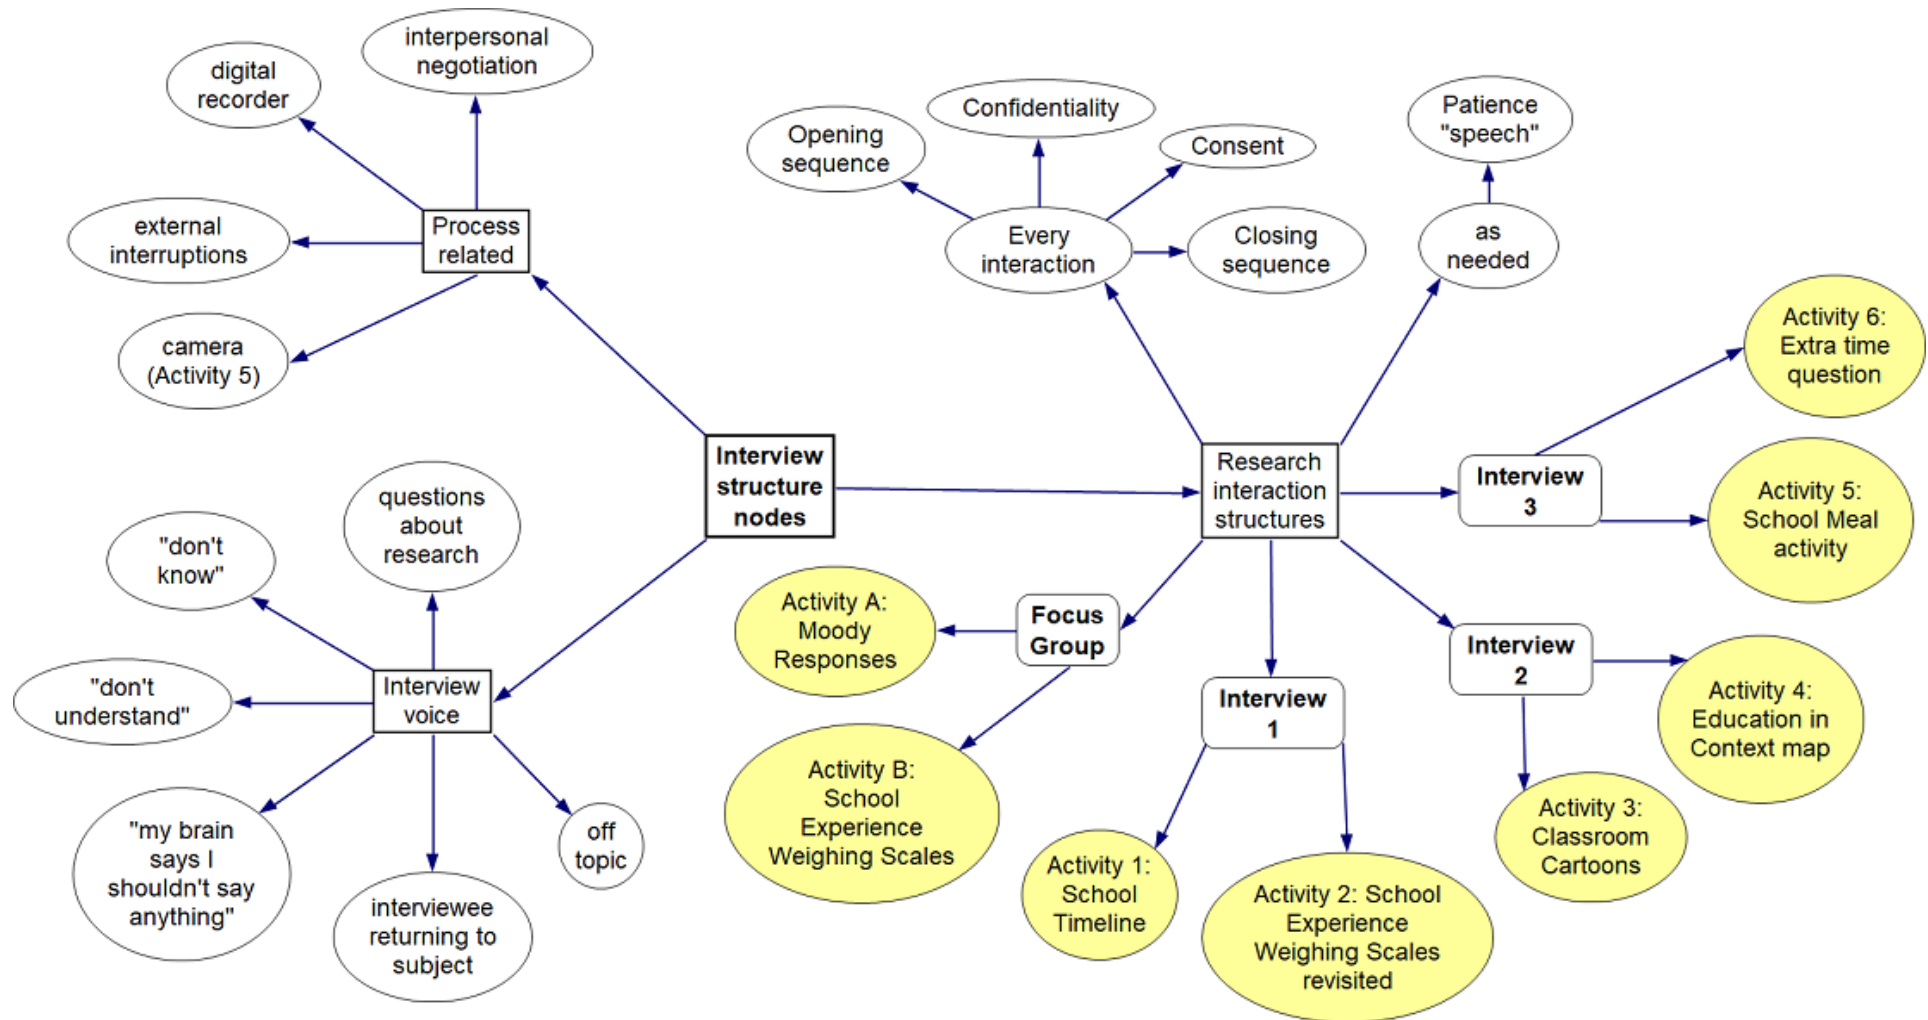 interpersonal
negotiation
digital
recorder
external
interruptions
camera
(Activity 5)
Process
related
Opening
sequence
Confidentiality
Consent
Closing
sequence
Every
interaction
Patience
"speech"
as
needed
Activity 6:
Extra time
question
Interview
structure
nodes
Research
interaction
structures
Interview
3
Activity 5:
School Meal
activity
questions
about
research
"don't
know"
"don't
understand"
Interview
voice
"my brain
says I
shouldn't say
anything"
interviewee
returning to
subject
off
topic
Activity A:
Moody
Responses
Focus
Group
Activity B:
School
Experience
Weighing Scales
Interview
1
Activity 1:
School
Timeline
Activity 2: School
Experience
Weighing Scales
revisited
Interview
2
Activity 4:
Education in
Context map
Activity 3:
Classroom
Cartoons